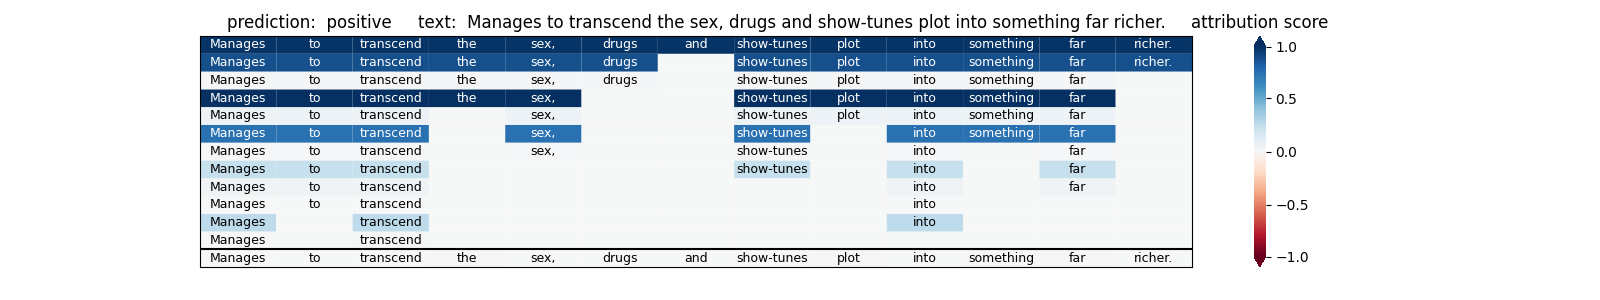 prediction:  positive     text:  Manages to transcend the sex, drugs and show-tunes plot into something far richer.     attribution score
Manages to transcend the sex, drugs and show-tunes plot into something far richer.
Manages to transcend the sex, drugs show-tunes plot into something far richer.
Manages to transcend the sex, drugs show-tunes plot into something far
Manages to transcend the sex, show-tunes plot into something far
Manages to transcend sex, show-tunes plot into something far
Manages to transcend sex, show-tunes into something far
Manages to transcend sex, show-tunes into far
Manages to transcend show-tunes into far
Manages to transcend into far
Manages to transcend into
Manages transcend into
Manages transcend
Manages to transcend the sex, drugs and show-tunes plot into something far richer.
1.0
0.5
0.0
−0.5
−1.0